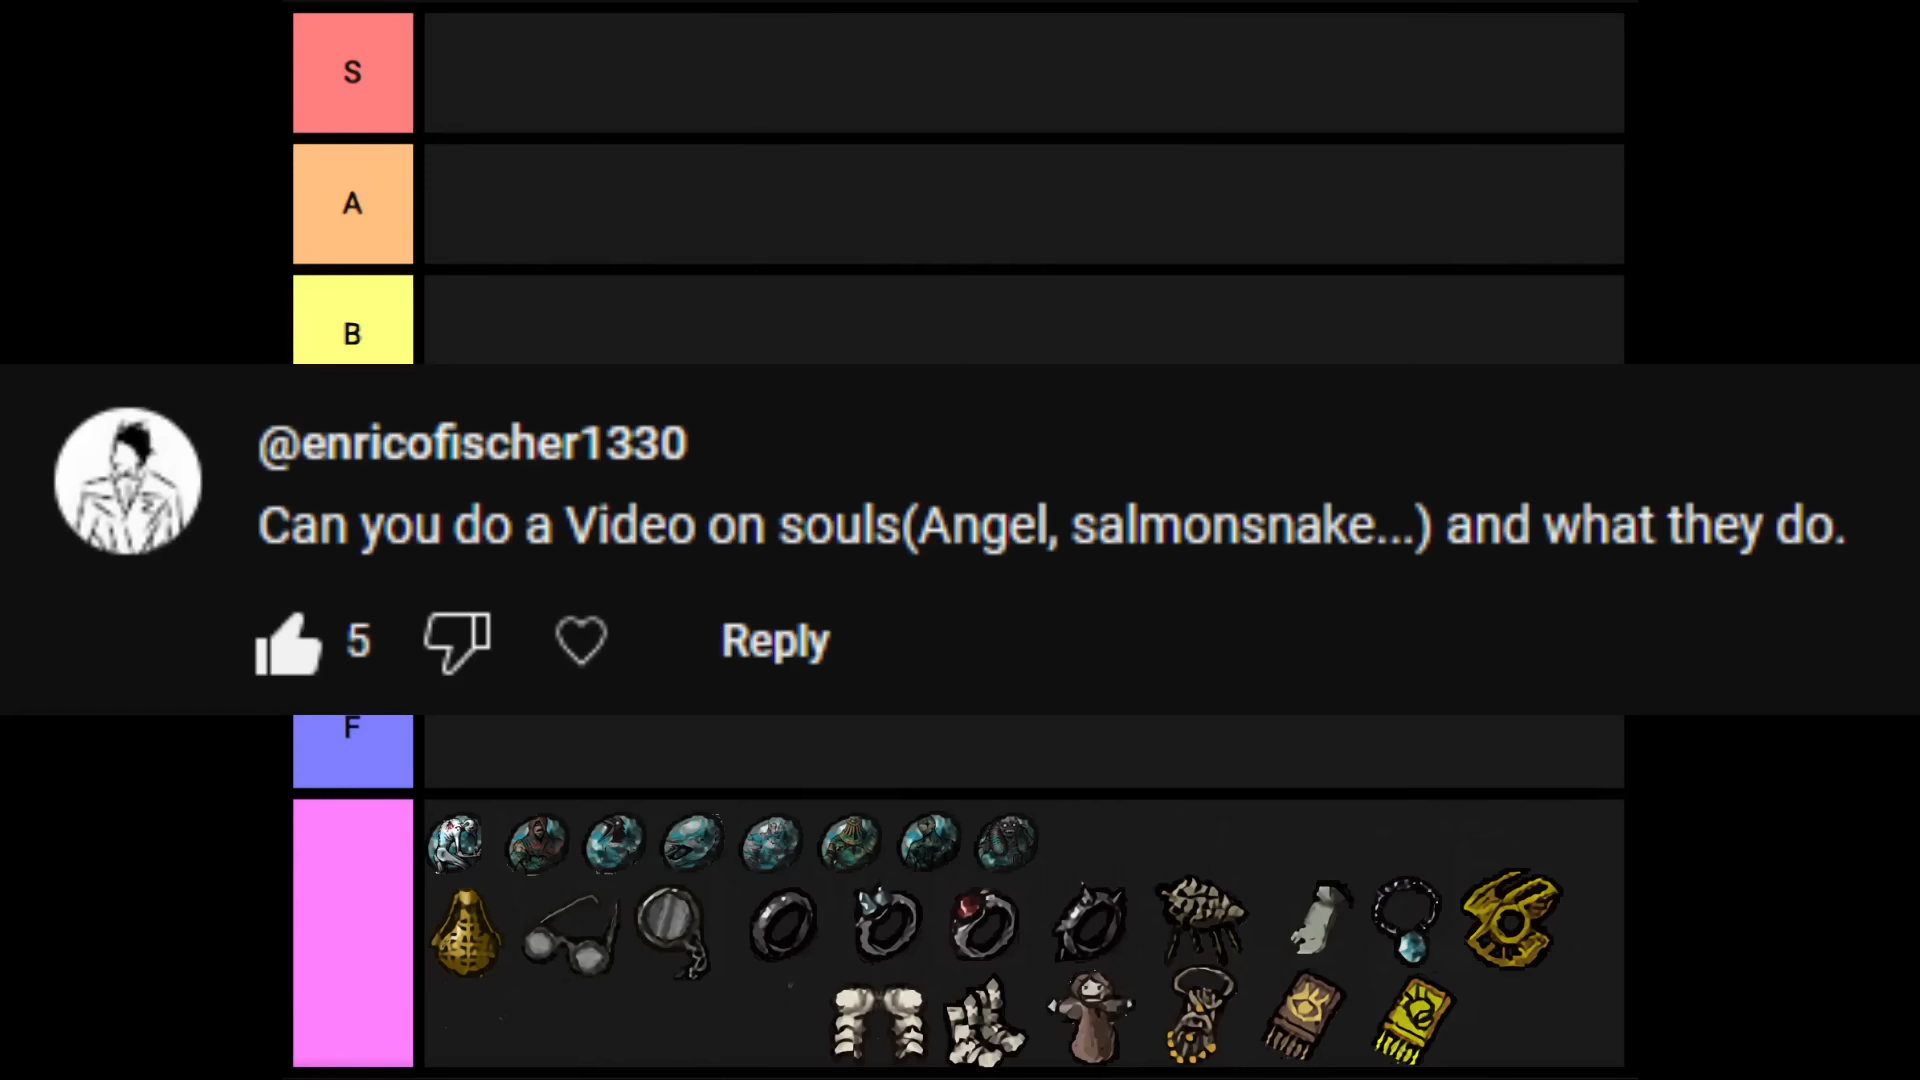 S
A
B
@enricofischer1330
Can you do a Video on souls(Angel, salmonsnake...) and what they do.
5
Reply
F